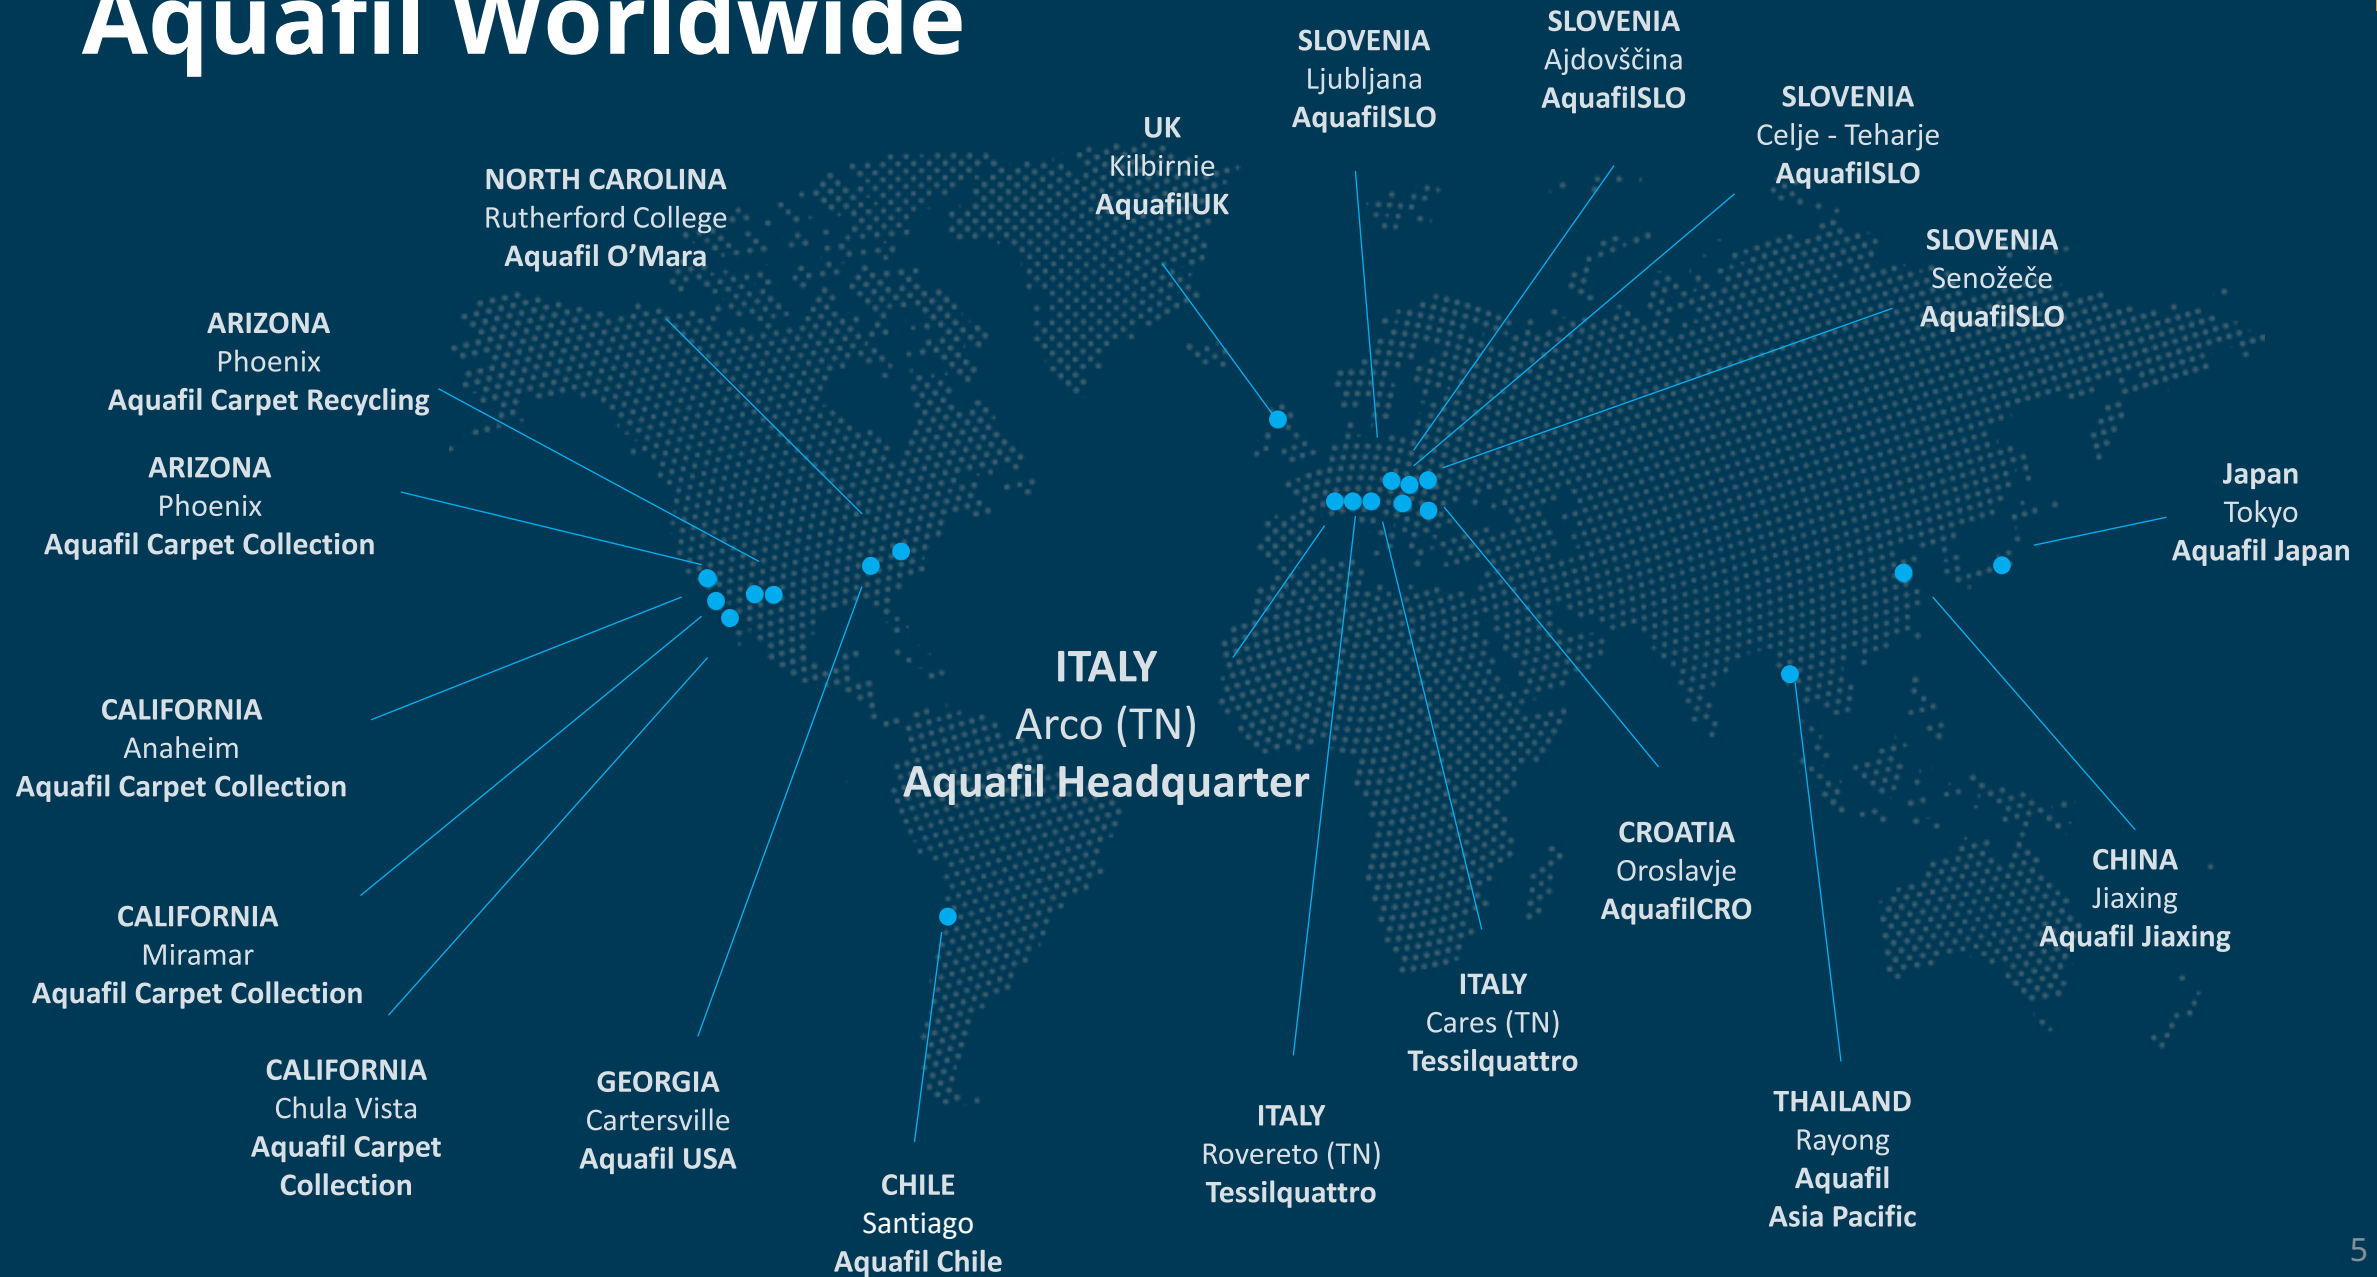 Aquafil Worldwide
SLOVENIA
Ljubljana
AquafilSLO
SLOVENIA
Ajdovščina
AquafilSLO
SLOVENIA
Celje - Teharje
AquafilSLO
UK
Kilbirnie
AquafilUK
NORTH CAROLINA
Rutherford College
Aquafil O’Mara
SLOVENIA
Senožeče
AquafilSLO
ARIZONA
Phoenix
Aquafil Carpet Recycling
ARIZONA
Phoenix
Aquafil Carpet Collection
Japan
Tokyo
Aquafil Japan
ITALY
Arco (TN)
Aquafil Headquarter
CALIFORNIA
Anaheim
Aquafil Carpet Collection
CROATIA
Oroslavje
AquafilCRO
CHINA
Jiaxing
Aquafil Jiaxing
CALIFORNIA
Miramar
Aquafil Carpet Collection
ITALY
Cares (TN)
Tessilquattro
CALIFORNIA
Chula Vista
Aquafil Carpet
Collection
GEORGIA
Cartersville
Aquafil USA
CHILE
Santiago
Aquafil Chile
ITALY
Rovereto (TN)
Tessilquattro
THAILAND
Rayong
Aquafil
Asia Pacific
5